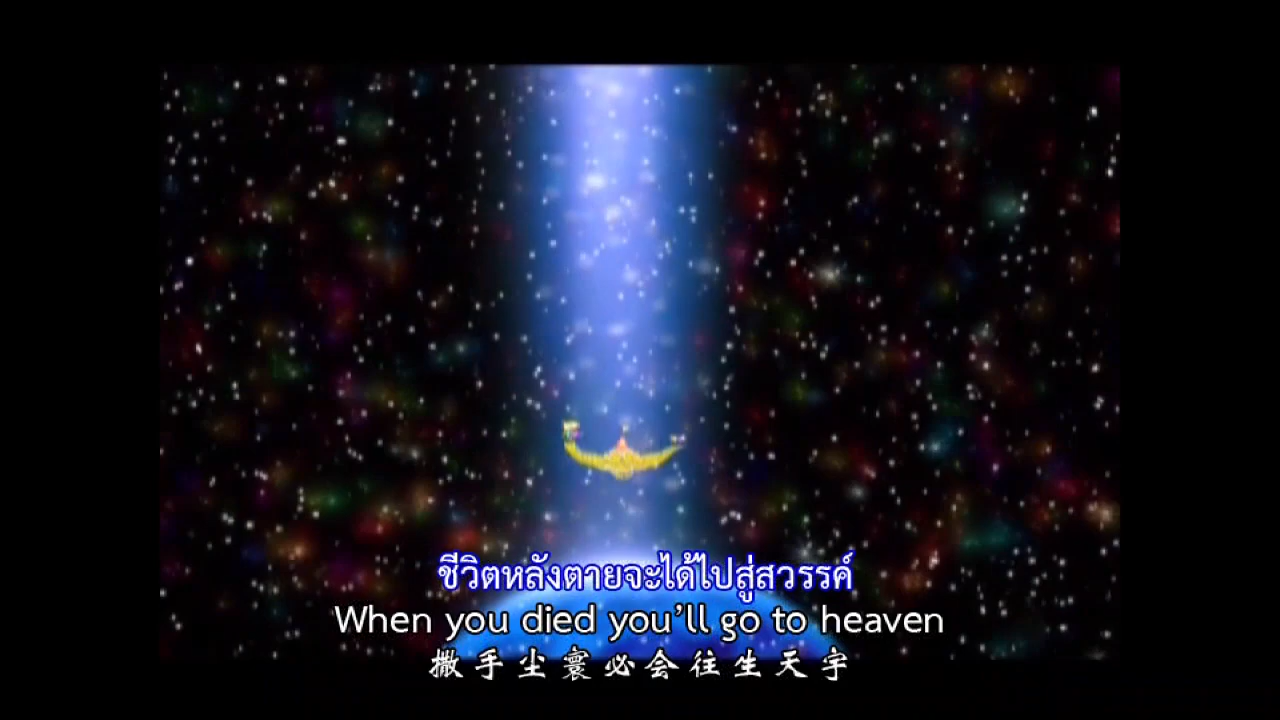 ชีวิตหลังตายจะได้ไปสู่สวรรค์
When you died you'll go to heaven
撒手尘寰必会往生天宇